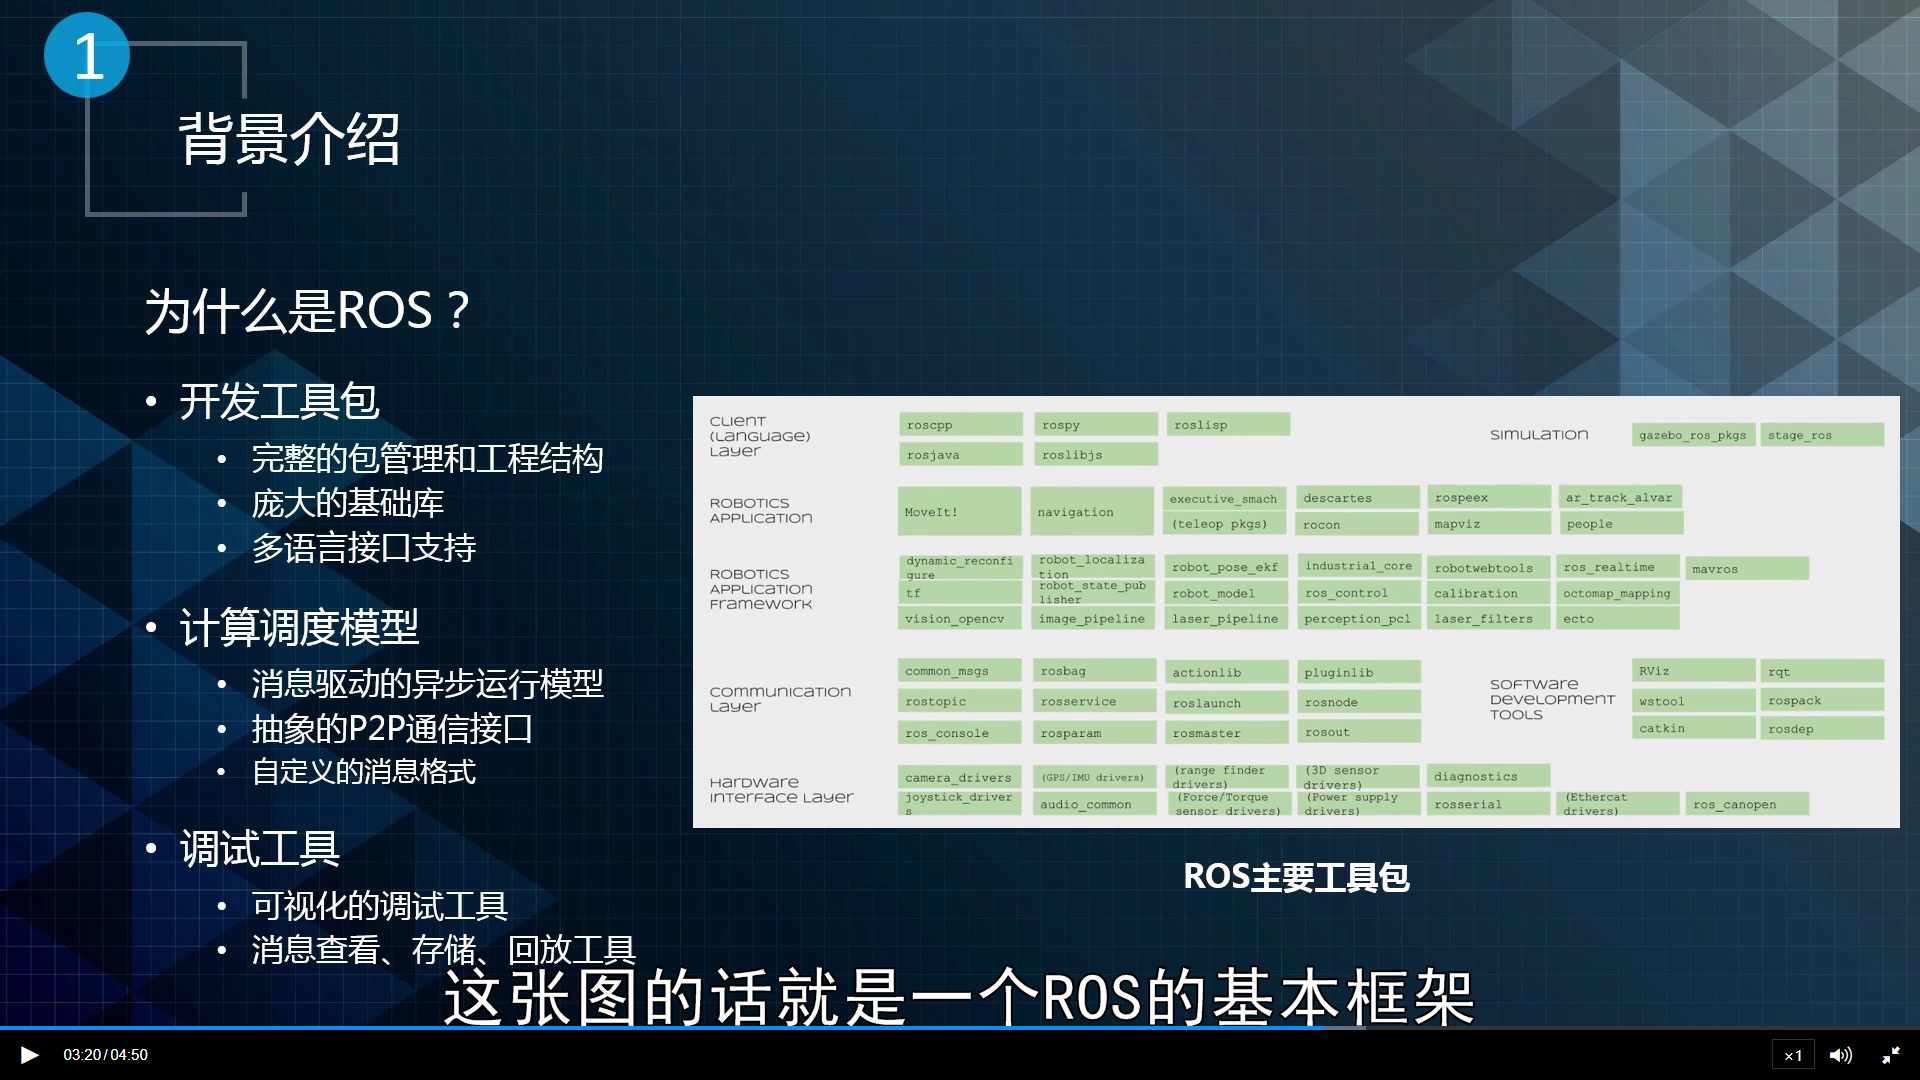 1
背景介绍
为什么是ROS？
• 开发工具包
• 完整的包管理和工程结构
• 庞大的基础库
• 多语言接口支持
• 计算调度模型
• 消息驱动的异步运行模型
• 抽象的P2P通信接口
• 自定义的消息格式
• 调试工具
• 可视化的调试工具
• 消息查看、存储、回放工具
CLIENT
(LANGUAGE)
LAYER
roscpp rospy roslisp
rosjava roslibjs
SIMULATION
gazebo_ros_pkgs stage_ros
ROBOTICS
APPLICATION
MoveIt! navigation
executive_smach descartes rospeex ar_track_alvar
(teleop pkgs) rocon mapviz people
ROBOTICS
APPLICATION
FRAMEWORK
dynamic_reconfi
gure
robot_localiza
tion
robot_pose_ekf industrial_core robotwebtools ros_realtime mavros
tf
robot_state_pub
lisher
robot_model ros_control calibration octomap_mapping
vision_opencv image_pipeline laser_pipeline perception_pcl laser_filters ecto
COMMUNICATION
LAYER
common_msgs rosbag actionlib pluginlib
rostopic rosservice roslaunch rosnode
ros_console rosparam rosmaster rosout
SOFTWARE
DEVELOPMENT
TOOLS
RViz rqt
wstool rospack
catkin rosdep
HARDWARE
INTERFACE LAYER
camera_drivers (GPS/IMU drivers)
(range finder
drivers)
(3D sensor
drivers)
diagnostics
joystick_driver
s
audio_common
(Force/Torque
sensor drivers)
(Power supply
drivers)
rosserial
(Ethercat
drivers)
ros_canopen
ROS主要工具包
这张图的话就是一个ROS的基本框架
03:20/04:50
×1